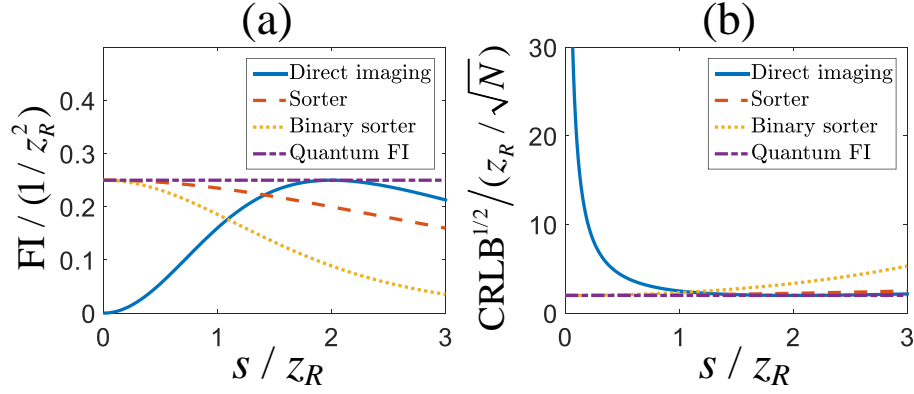 (a)
FI / (1 / z_R^2)
0.4
0.3
0.2
0.1
0
0
1
2
3
s / z_R
Direct imaging
Sorter
Binary sorter
Quantum FI
(b)
CRLB^{1/2}/(z_R / √N)
30
20
10
0
0
1
2
3
s / z_R
Direct imaging
Sorter
Binary sorter
Quantum FI